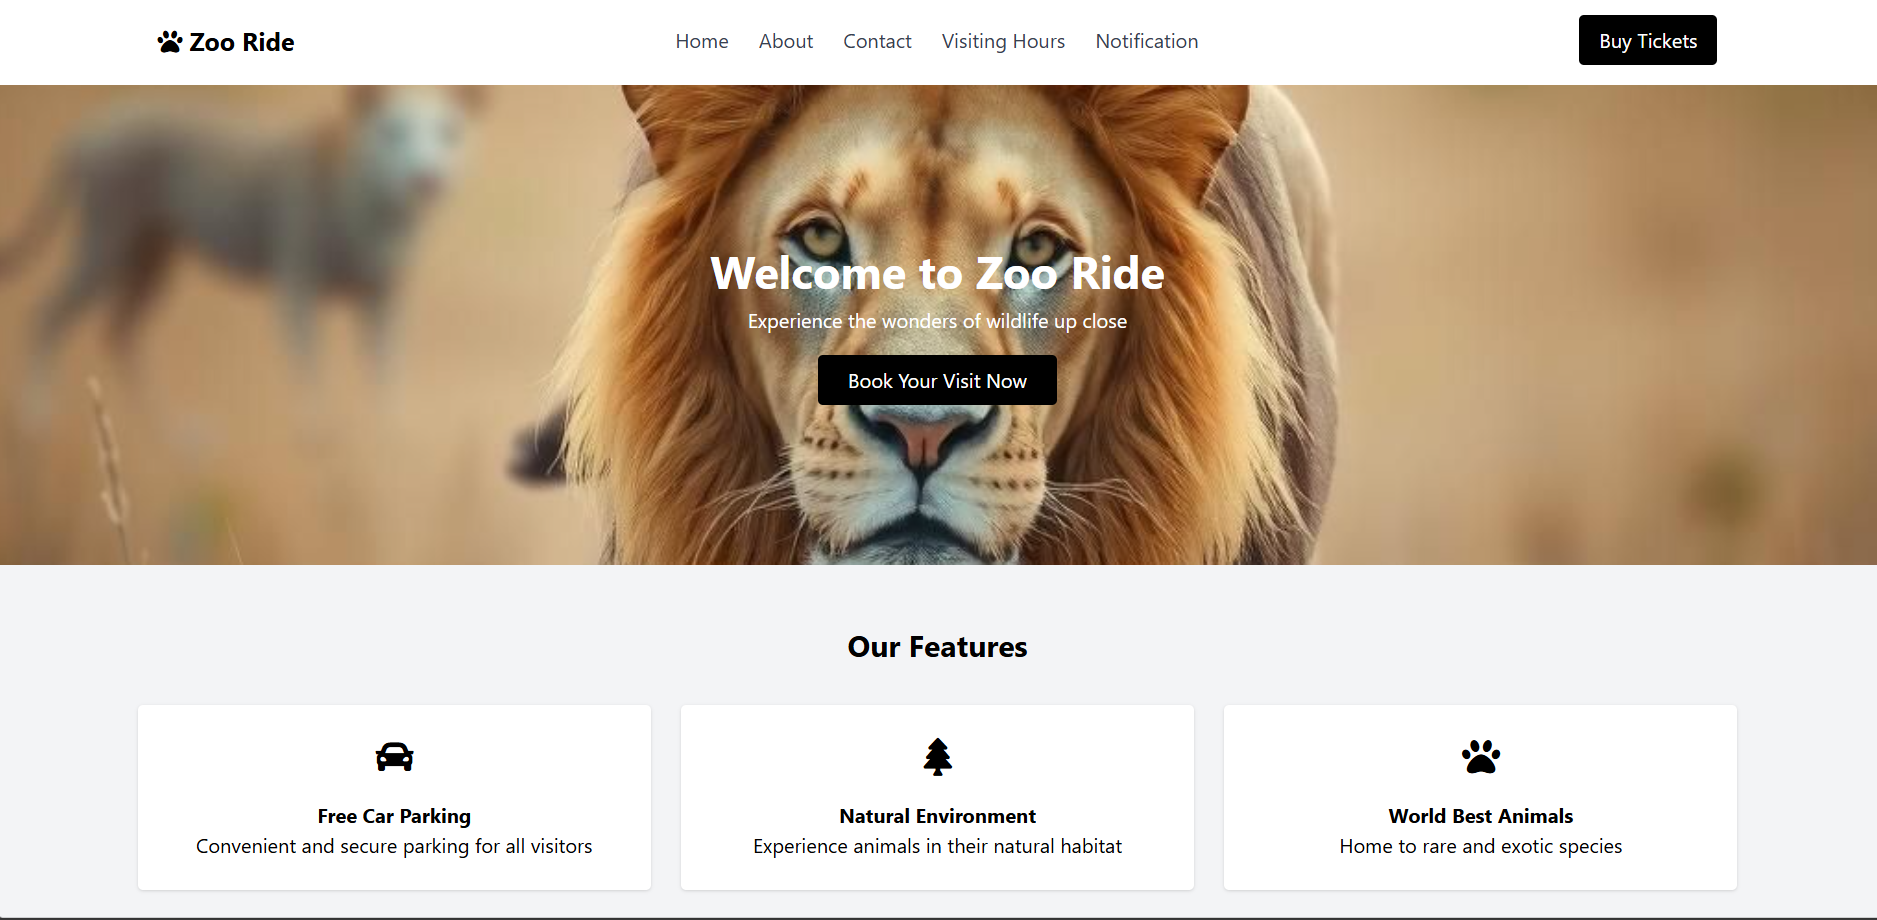 Zoo Ride
Home
About
Contact
Visiting Hours
Notification
Buy Tickets
Welcome to Zoo Ride
Experience the wonders of wildlife up close
Book Your Visit Now
Our Features
Free Car Parking
Convenient and secure parking for all visitors
Natural Environment
Experience animals in their natural habitat
World Best Animals
Home to rare and exotic species